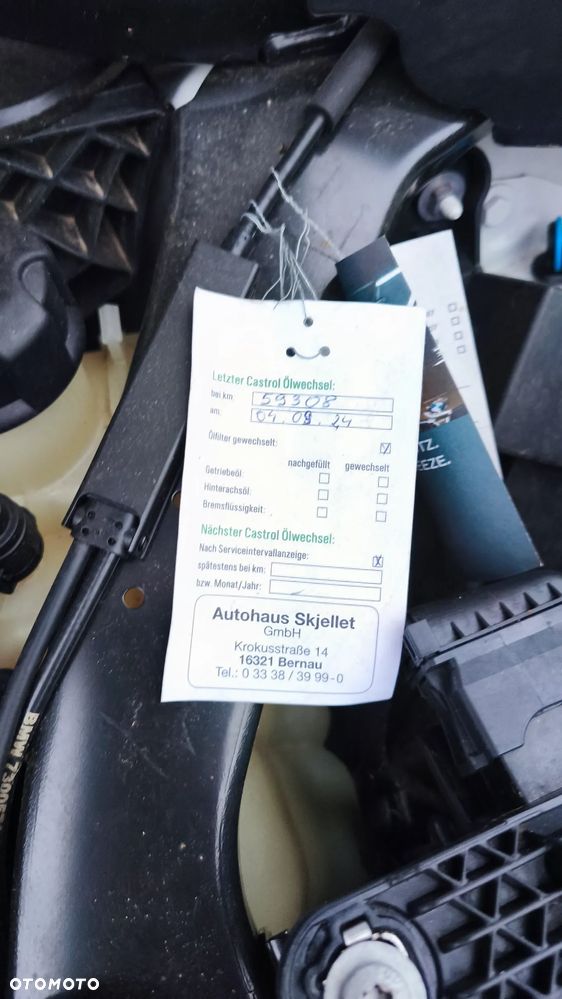 Letzter Castrol Ölwechsel:
bei km: 59308
am: 04. 09. 24
Ölfilter gewechselt:
nachgefüllt gewechselt
Getriebeöl:
Hinterachsöl:
Bremsflüssigkeit:
Nächster Castrol Ölwechsel:
Nach Serviceintervallanzeige: X
spätestens bei km:
bzw. Monat/Jahr:
Autohaus Skjellet
GmbH
Krokusstraße 14
16321 Bernau
Tel.: 0 33 38 / 39 99-0
BMW
OTOMOTO